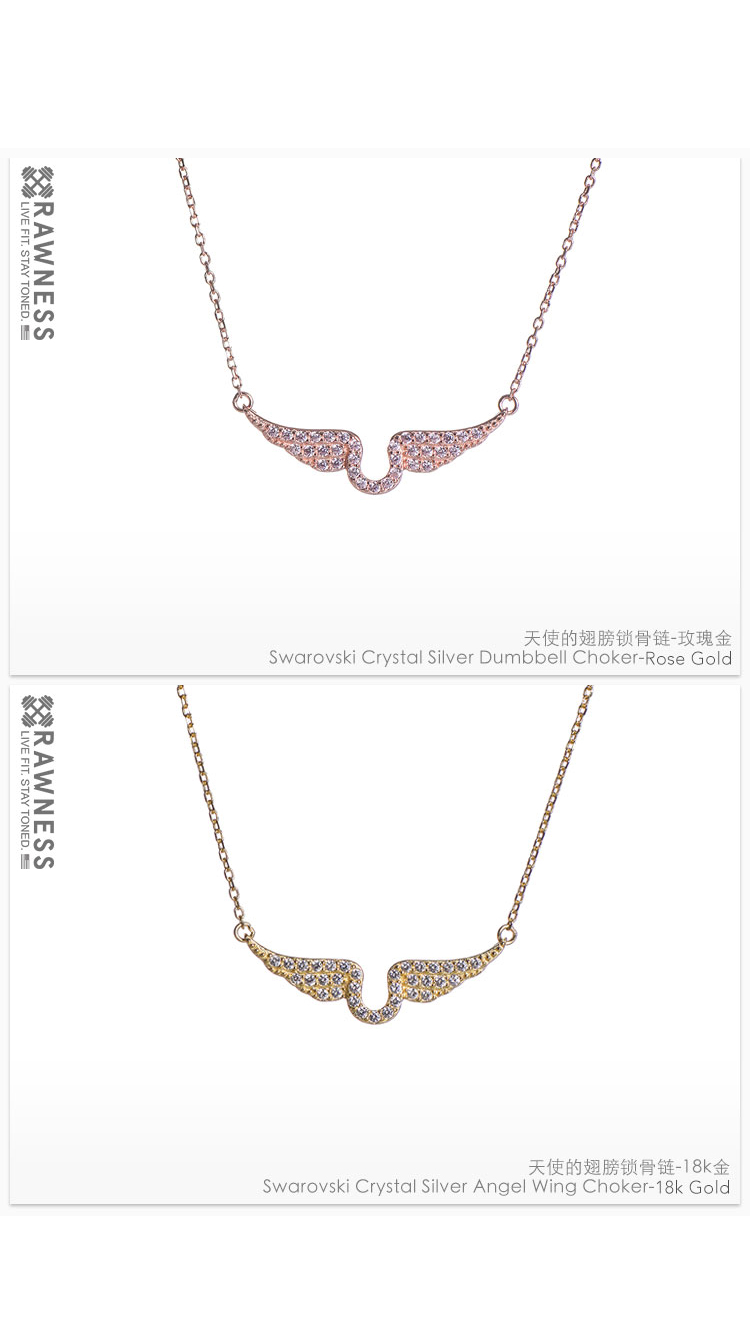 RAWNESS
LIVE FIT. STAY TONED.
天使的翅膀锁骨链-玫瑰金
Swarovski Crystal Silver Dumbbell Choker-Rose Gold
RAWNESS
LIVE FIT. STAY TONED.
天使的翅膀锁骨链-18k金
Swarovski Crystal Silver Angel Wing Choker-18k Gold